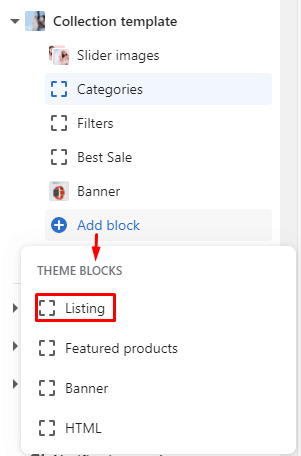 Collection template
Slider images
Categories
Filters
Best Sale
Banner
Add block
THEME BLOCKS
Listing
Featured products
Banner
HTML